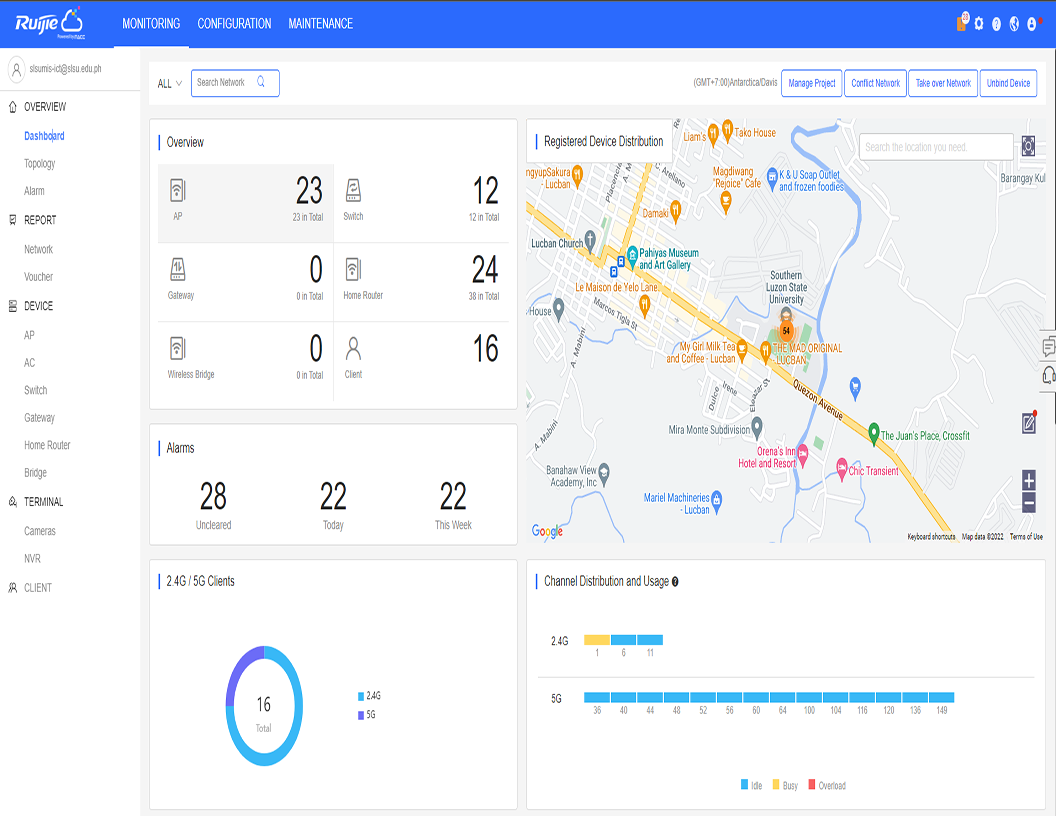 Ruijie
Powered by RACC
MONITORING
CONFIGURATION
MAINTENANCE
slsumis-ict@slsu.edu.ph
OVERVIEW
Dashboard
Topology
Alarm
REPORT
Network
Voucher
DEVICE
AP
AC
Switch
Gateway
Home Router
Bridge
TERMINAL
Cameras
NVR
CLIENT
ALL
Search Network
(GMT+7:00)Antarctica/Davis
Manage Project
Conflict Network
Take over Network
Unbind Device
Overview
AP
23
23 in Total
Switch
12
12 in Total
Gateway
0
0 in Total
Home Router
24
38 in Total
Wireless Bridge
0
0 in Total
Client
16
Alarms
28
Uncleared
22
Today
22
This Week
Registered Device Distribution
Search the location you need.
Liam's
Tako House
C. Arellano
Placencia
A. M
Re
ngyupSakura
- Lucban
Magdiwang
"Rejoice" Cafe
K & U Soap Outlet
and frozen foodies
Barangay Kul
Damaki
Lucban Church
Pahiyas Museum
and Art Gallery
Le Maison de Yelo Lane
Southern
Luzon State
University
54
House
Marcos Tigla St
A. Mabini
My Girl Milk Tea
and Coffee - Lucban
THE MAD ORIGINAL
- LUCBAN
Dulce
Irene
Eleazar St
Quezon Avenue
A. Mabini
Mira Monte Subdivision
The Juan's Place, Crossfit
Orena's Inn
Hotel and Resort
Chic Transient
Banahaw View
Academy, Inc
Mariel Machineries
- Lucban
Google
Keyboard shortcuts
Map data ©2022
Terms of Use
2.4G / 5G Clients
16
Total
2.4G
5G
Channel Distribution and Usage
2.4G
1 6 11
5G
36 40 44 48 52 56 60 64 100 104 116 120 136 149
Idle
Busy
Overload